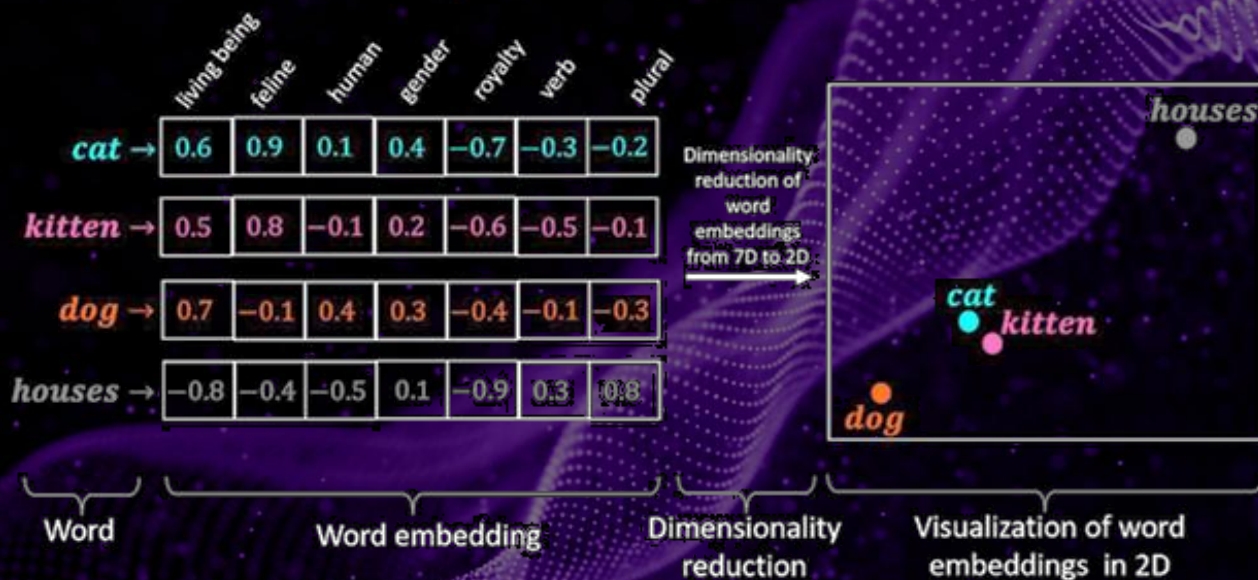 living being feline human gender royalty verb plural
cat → 0.6 0.9 0.1 0.4 −0.7 −0.3 −0.2
kitten → 0.5 0.8 −0.1 0.2 −0.6 −0.5 −0.1
dog → 0.7 −0.1 0.4 0.3 −0.4 −0.1 −0.3
houses → −0.8 −0.4 −0.5 0.1 −0.9 0.3 0.8
Dimensionality
reduction of
word
embeddings
from 7D to 2D
houses
cat
kitten
dog
Word
Word embedding
Dimensionality
reduction
Visualization of word
embeddings in 2D